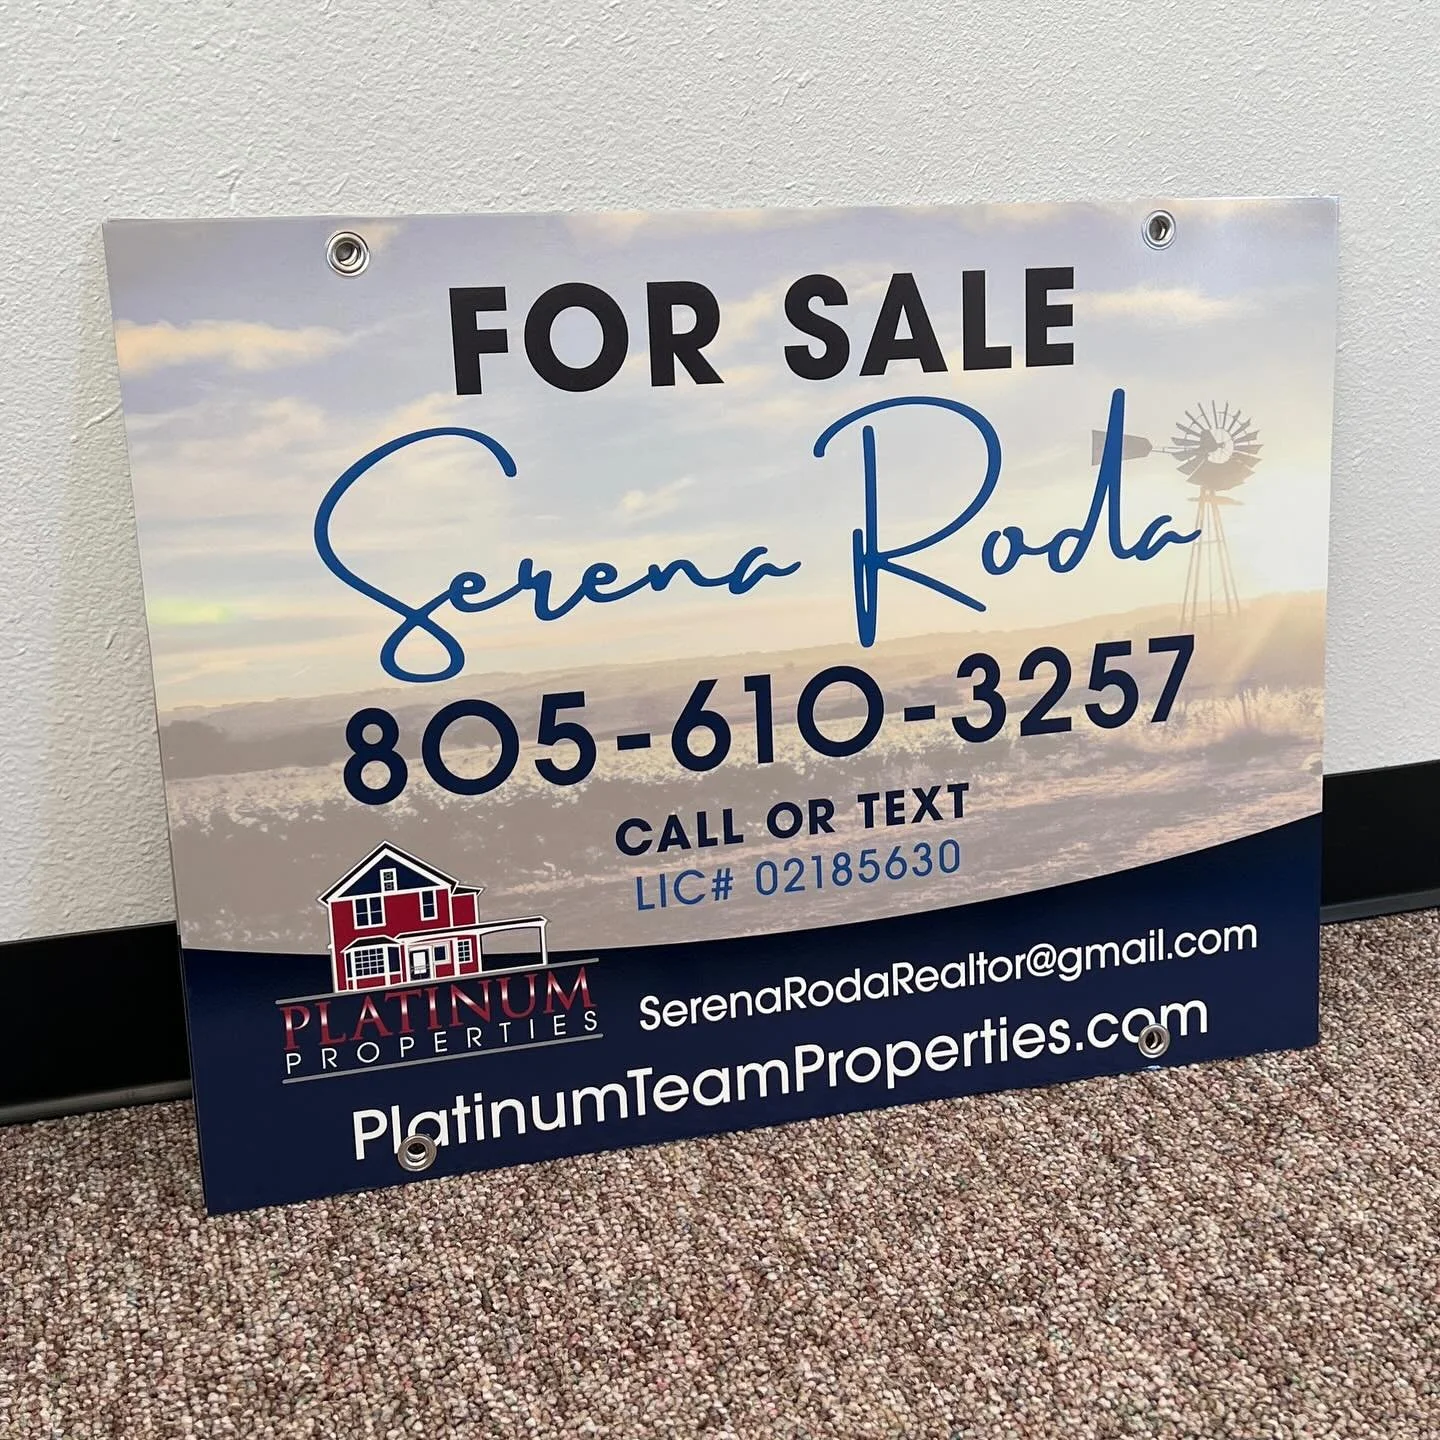 FOR SALE
Serena Roda
805-610-3257
CALL OR TEXT
LIC# 02185630
PLATINUM
PROPERTIES
SerenaRodaRealtor@gmail.com
PlatinumTeamProperties.com